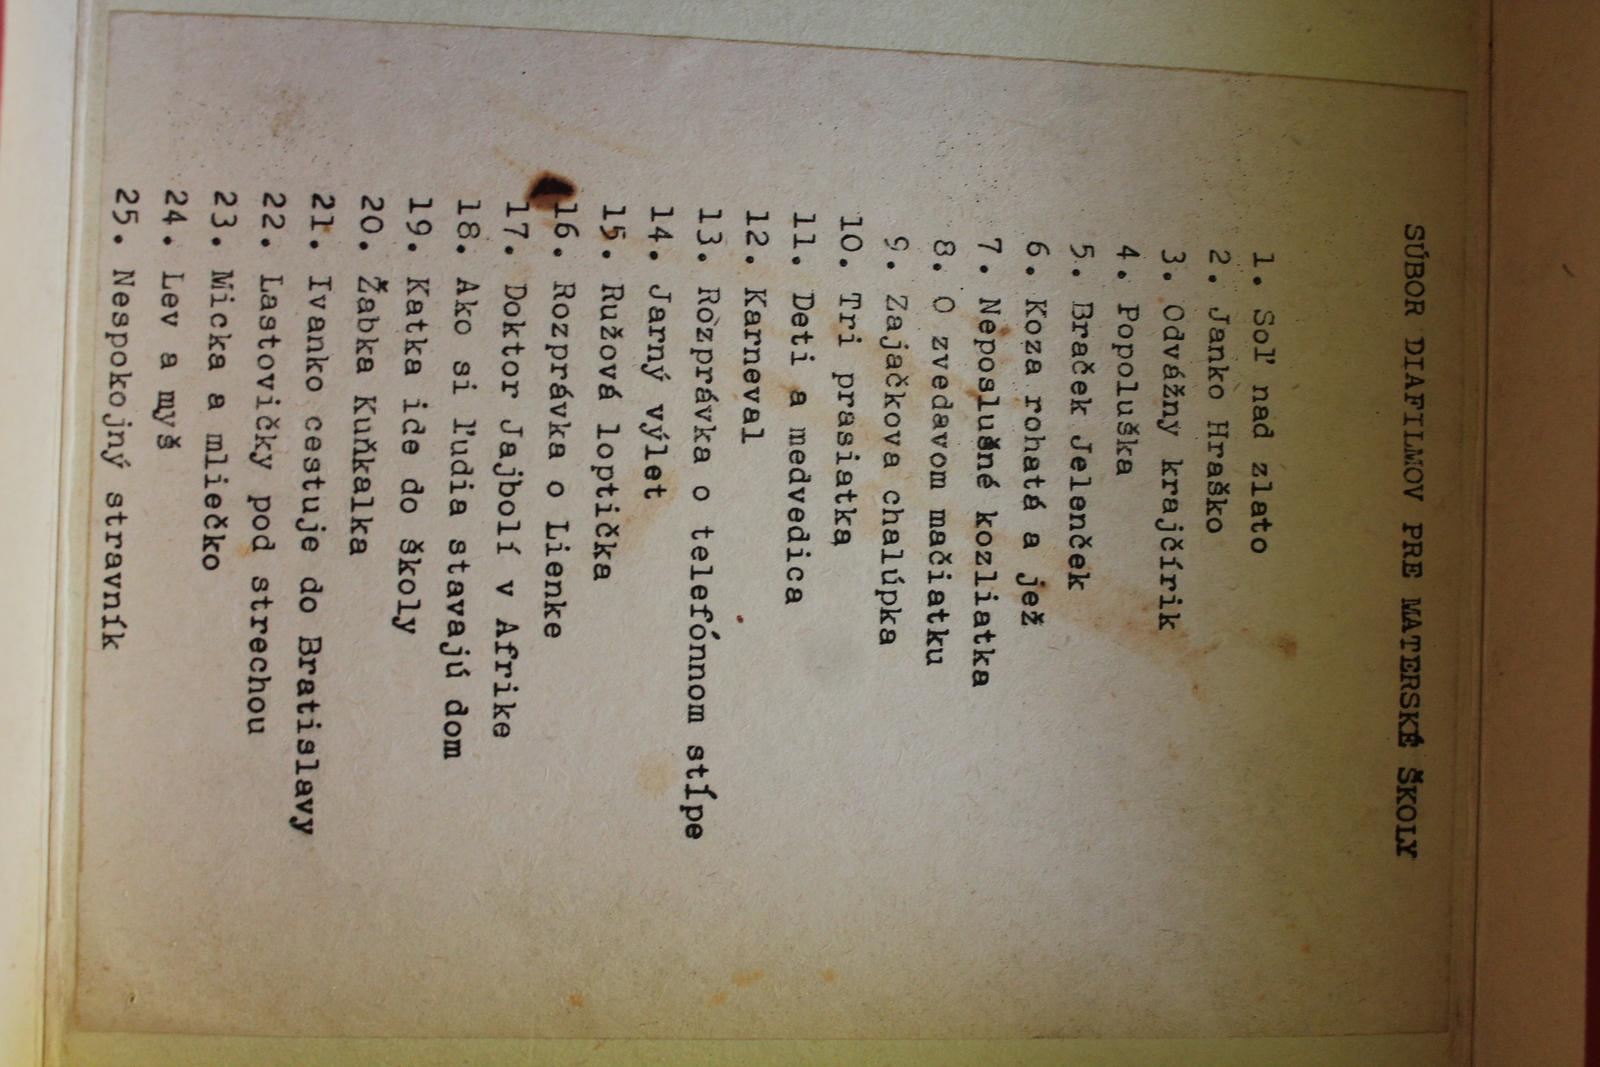 SÚBOR DIAFILMOV PRE MATERSKÉ ŠKOLY
1. Soľ nad zlato
2. Janko Hraško
3. Odvážny krajčírik
4. Popoluška
5. Braček Jelenček
6. Koza rohatá a jež
7. Neposlušné kozliatka
8. O zvedavom mačiatku
9. Zajačkova chalúpka
10. Tri prasiatka
11. Deti a medvedica
12. Karneval
13. Rozprávka o telefónnom stĺpe
14. Jarný výlet
15. Ružová loptička
16. Rozprávka o Lienke
17. Doktor Jajbolí v Afrike
18. Ako si ľudia stavajú dom
19. Katka ide do školy
20. Žabka Kuňkalka
21. Ivanko cestuje do Bratislavy
22. Lastovičky pod strechou
23. Micka a mliečko
24. Lev a myš
25. Nespokojný stravník